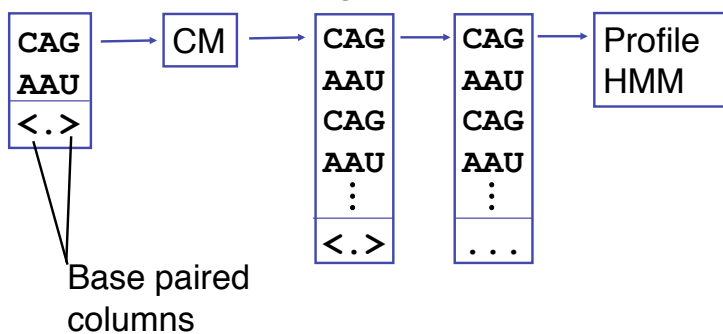 CAG
AAU
<.>
CM
CAG
AAU
CAG
AAU
⋮
<.>
CAG
AAU
CAG
AAU
⋮
...
Profile
HMM
Base paired
columns